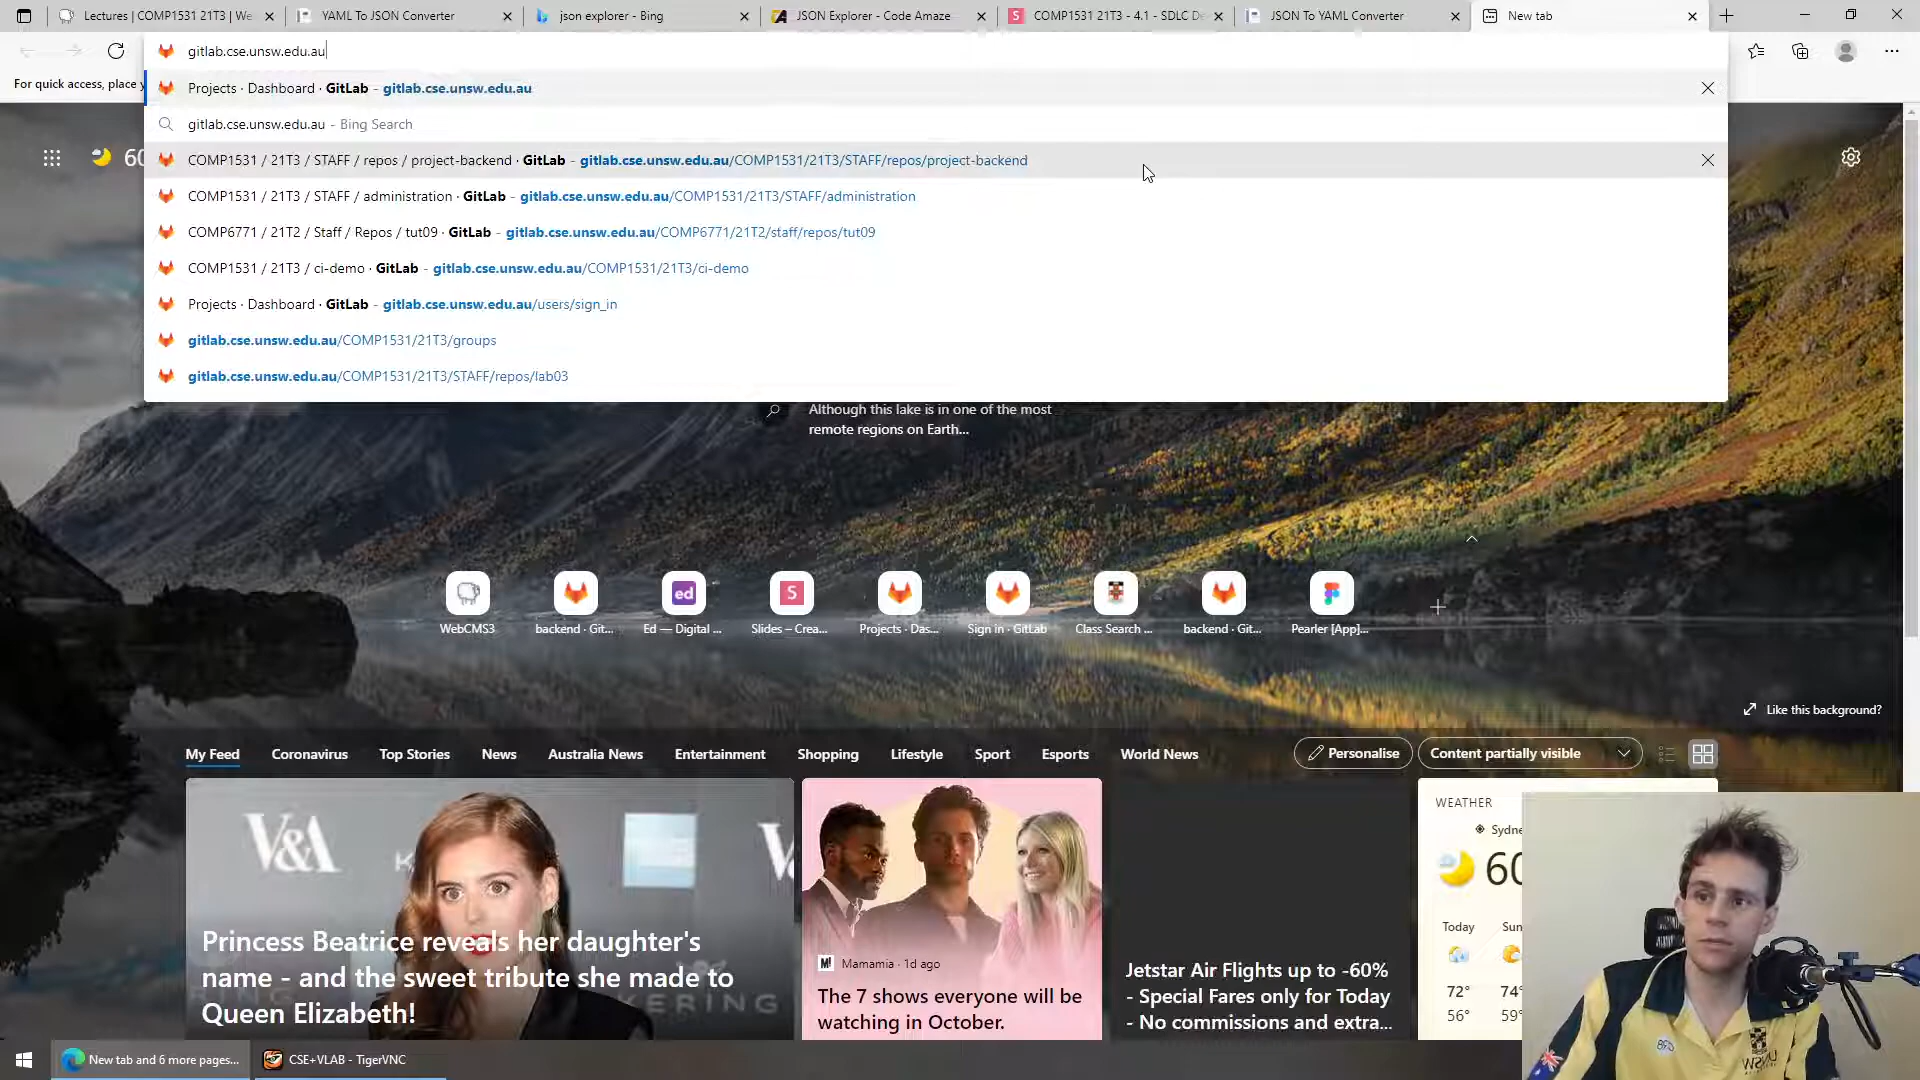 Lectures | COMP1531 21T3 | We
YAML To JSON Converter
json explorer - Bing
JSON Explorer - Code Amaze
COMP1531 21T3 - 4.1 - SDLC De
JSON To YAML Converter
New tab
gitlab.cse.unsw.edu.au
For quick access, place y
Projects · Dashboard · GitLab - gitlab.cse.unsw.edu.au
gitlab.cse.unsw.edu.au - Bing Search
COMP1531 / 21T3 / STAFF / repos / project-backend · GitLab - gitlab.cse.unsw.edu.au/COMP1531/21T3/STAFF/repos/project-backend
COMP1531 / 21T3 / STAFF / administration · GitLab - gitlab.cse.unsw.edu.au/COMP1531/21T3/STAFF/administration
COMP6771 / 21T2 / Staff / Repos / tut09 · GitLab - gitlab.cse.unsw.edu.au/COMP6771/21T2/staff/repos/tut09
COMP1531 / 21T3 / ci-demo · GitLab - gitlab.cse.unsw.edu.au/COMP1531/21T3/ci-demo
Projects · Dashboard · GitLab - gitlab.cse.unsw.edu.au/users/sign_in
gitlab.cse.unsw.edu.au/COMP1531/21T3/groups
gitlab.cse.unsw.edu.au/COMP1531/21T3/STAFF/repos/lab03
60
Although this lake is in one of the most
remote regions on Earth...
ed
S
WebCMS3
backend · Git...
Ed — Digital ...
Slides – Crea...
Projects · Das...
Sign in · GitLab
Class Search ...
backend · Git...
Pearler [App]...
Like this background?
My Feed
Coronavirus
Top Stories
News
Australia News
Entertainment
Shopping
Lifestyle
Sport
Esports
World News
Personalise
Content partially visible
V&A
Princess Beatrice reveals her daughter's
name - and the sweet tribute she made to
Queen Elizabeth!
M
Mamamia · 1d ago
The 7 shows everyone will be
watching in October.
Jetstar Air Flights up to -60%
- Special Fares only for Today
- No commissions and extra...
WEATHER
Sydne
60
Today
Sun
72°
74°
56°
59°
New tab and 6 more pages...
CSE+VLAB - TigerVNC